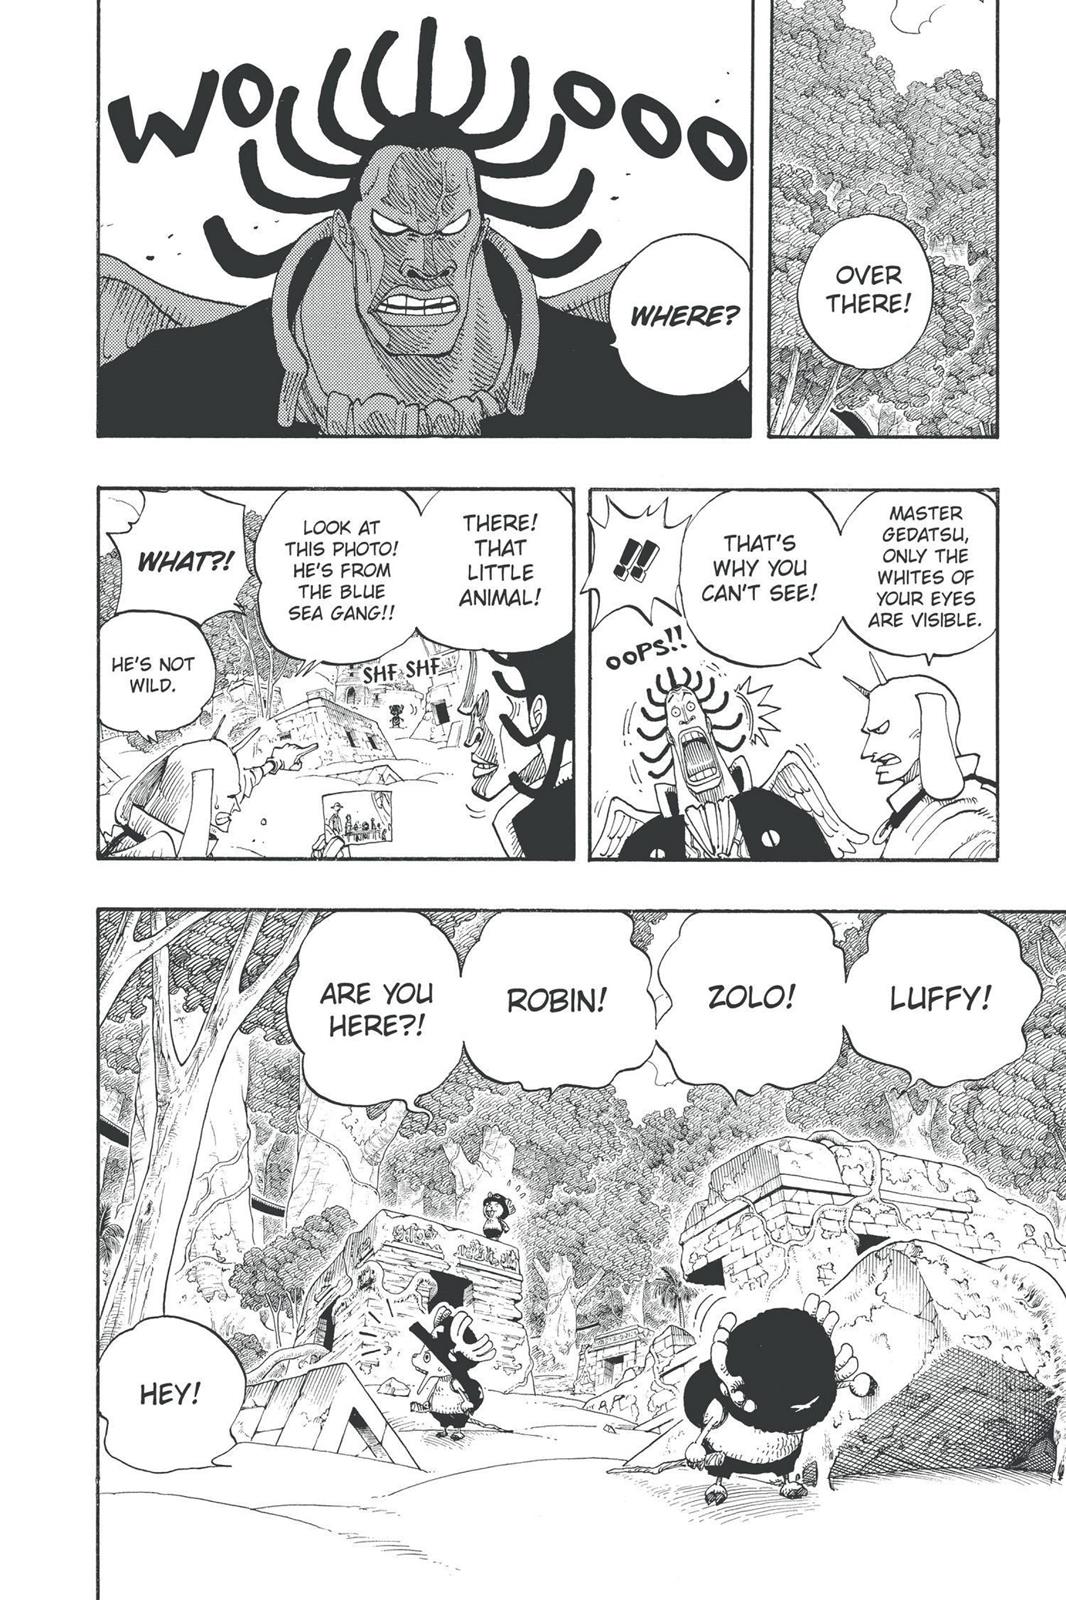 OVER
THERE!
WHERE?
WOOOO
MASTER
GEDATSU,
ONLY THE
WHITES OF
YOUR EYES
ARE VISIBLE.
THAT'S
WHY YOU
CAN'T SEE!
!!
OOPS!!
THERE!
THAT
LITTLE
ANIMAL!
LOOK AT
THIS PHOTO!
HE'S FROM
THE BLUE
SEA GANG!!
WHAT?!
HE'S NOT
WILD.
SHF SHF
LUFFY!
ZOLO!
ROBIN!
ARE YOU
HERE?!
HEY!